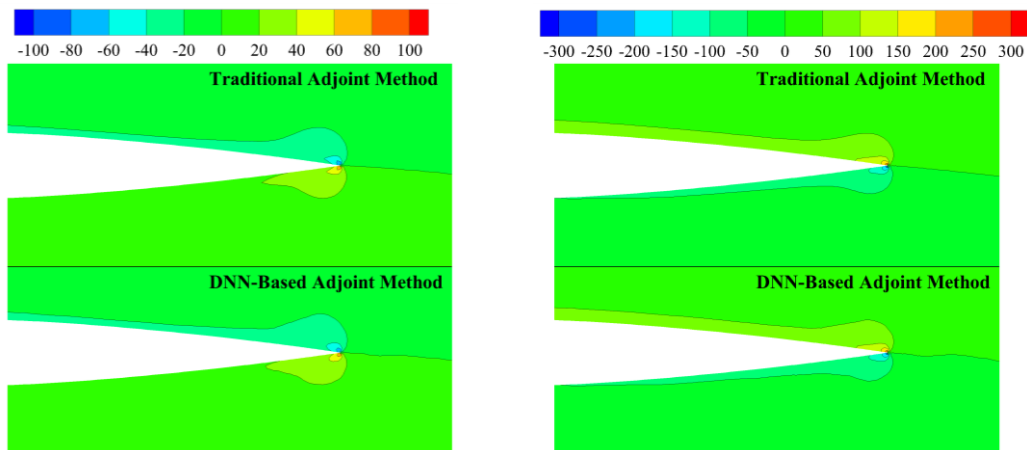 -100 -80 -60 -40 -20 0 20 40 60 80 100
-300 -250 -200 -150 -100 -50 0 50 100 150 200 250 300
Traditional Adjoint Method
Traditional Adjoint Method
DNN-Based Adjoint Method
DNN-Based Adjoint Method